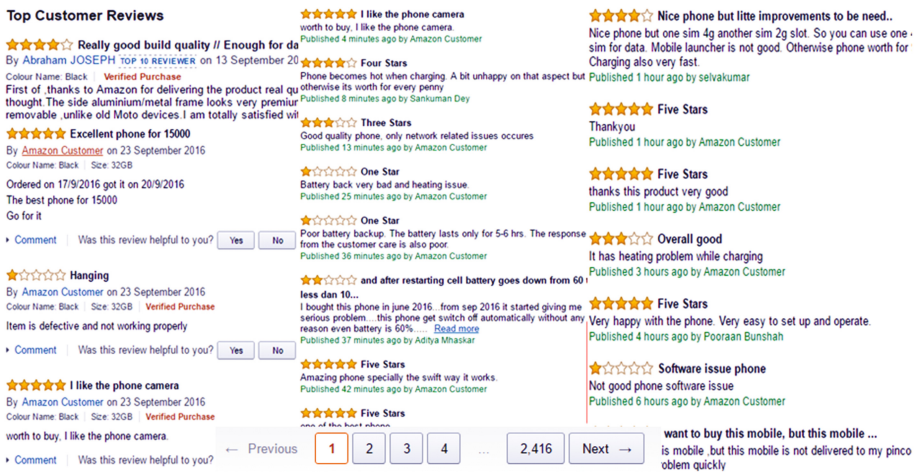 Top Customer Reviews
Really good build quality // Enough for da
By Abraham JOSEPH TOP 10 REVIEWER on 13 September 20
Colour Name: Black | Verified Purchase
First of ,thanks to Amazon for delivering the product real qu
thought.The side aluminium/metal frame looks very premiur
removable ,unlike old Moto devices.I am totally satisfied wit
Excellent phone for 15000
By Amazon Customer on 23 September 2016
Colour Name: Black | Size: 32GB
Ordered on 17/9/2016 got it on 20/9/2016
The best phone for 15000
Go for it
Comment | Was this review helpful to you? Yes No
Hanging
By Amazon Customer on 23 September 2016
Colour Name: Black | Size: 32GB | Verified Purchase
Item is defective and not working properly
Comment | Was this review helpful to you? Yes No
I like the phone camera
By Amazon Customer on 23 September 2016
Colour Name: Black | Size: 32GB | Verified Purchase
worth to buy, I like the phone camera.
Comment
I like the phone camera
worth to buy, I like the phone camera.
Published 4 minutes ago by Amazon Customer
Four Stars
Phone becomes hot when charging. A bit unhappy on that aspect but
otherwise its worth for every penny
Published 8 minutes ago by Sankuman Dey
Three Stars
Good quality phone, only network related issues occures
Published 13 minutes ago by Amazon Customer
One Star
Battery back very bad and heating issue.
Published 25 minutes ago by Amazon Customer
One Star
Poor battery backup. The battery lasts only for 5-6 hrs. The response
from the customer care is also poor.
Published 36 minutes ago by Amazon Customer
and after restarting cell battery goes down from 60
less dan 10...
I bought this phone in june 2016...from sep 2016 it started giving me
serious problem....this phone get switch off automatically without any
reason even battery is 60%..... Read more
Published 37 minutes ago by Aditya Mhaskar
Five Stars
Amazing phone specially the swift way it works.
Published 42 minutes ago by Amazon Customer
Five Stars
one of the best phone
Nice phone but litte improvements to be need..
Nice phone but one sim 4g another sim 2g slot. So you can use one
sim for data. Mobile launcher is not good. Otherwise phone worth for
Charging also very fast.
Published 1 hour ago by selvakumar
Five Stars
Thankyou
Published 1 hour ago by Amazon Customer
Five Stars
thanks this product very good
Published 1 hour ago by Amazon Customer
Overall good
It has heating problem while charging
Published 3 hours ago by Amazon Customer
Five Stars
Very happy with the phone. Very easy to set up and operate.
Published 4 hours ago by Pooraan Bunshah
Software issue phone
Not good phone software issue
Published 6 hours ago by Amazon Customer
want to buy this mobile, but this mobile ...
is mobile ,but this mobile is not delivered to my pinco
oblem quickly
← Previous 1 2 3 4 ... 2,416 Next →